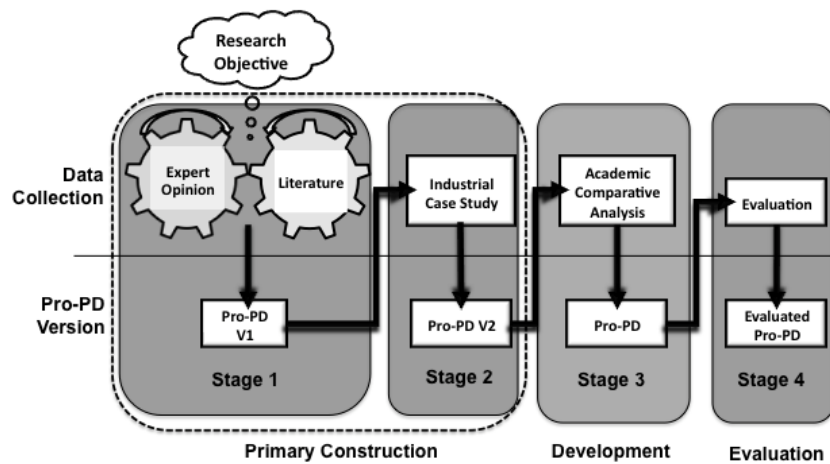 Research
Objective
Data
Collection
Expert
Opinion
Literature
Industrial
Case Study
Academic
Comparative
Analysis
Evaluation
Pro-PD
Version
Pro-PD
V1
Pro-PD V2
Pro-PD
Evaluated
Pro-PD
Stage 1
Stage 2
Stage 3
Stage 4
Primary Construction
Development
Evaluation